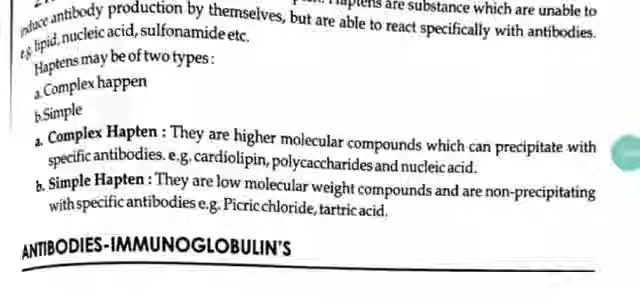 Haptens are substance which are unable to
induce antibody production by themselves, but are able to react specifically with antibodies.
e.g. lipid, nucleic acid, sulfonamide etc.
Haptens may be of two types :
a. Complex happen
b. Simple
a. Complex Hapten : They are higher molecular compounds which can precipitate with
specific antibodies. e.g. cardiolipin, polycaccharides and nucleic acid.
b. Simple Hapten : They are low molecular weight compounds and are non-precipitating
with specific antibodies e.g. Picric chloride, tartric acid.
ANTIBODIES-IMMUNOGLOBULIN'S